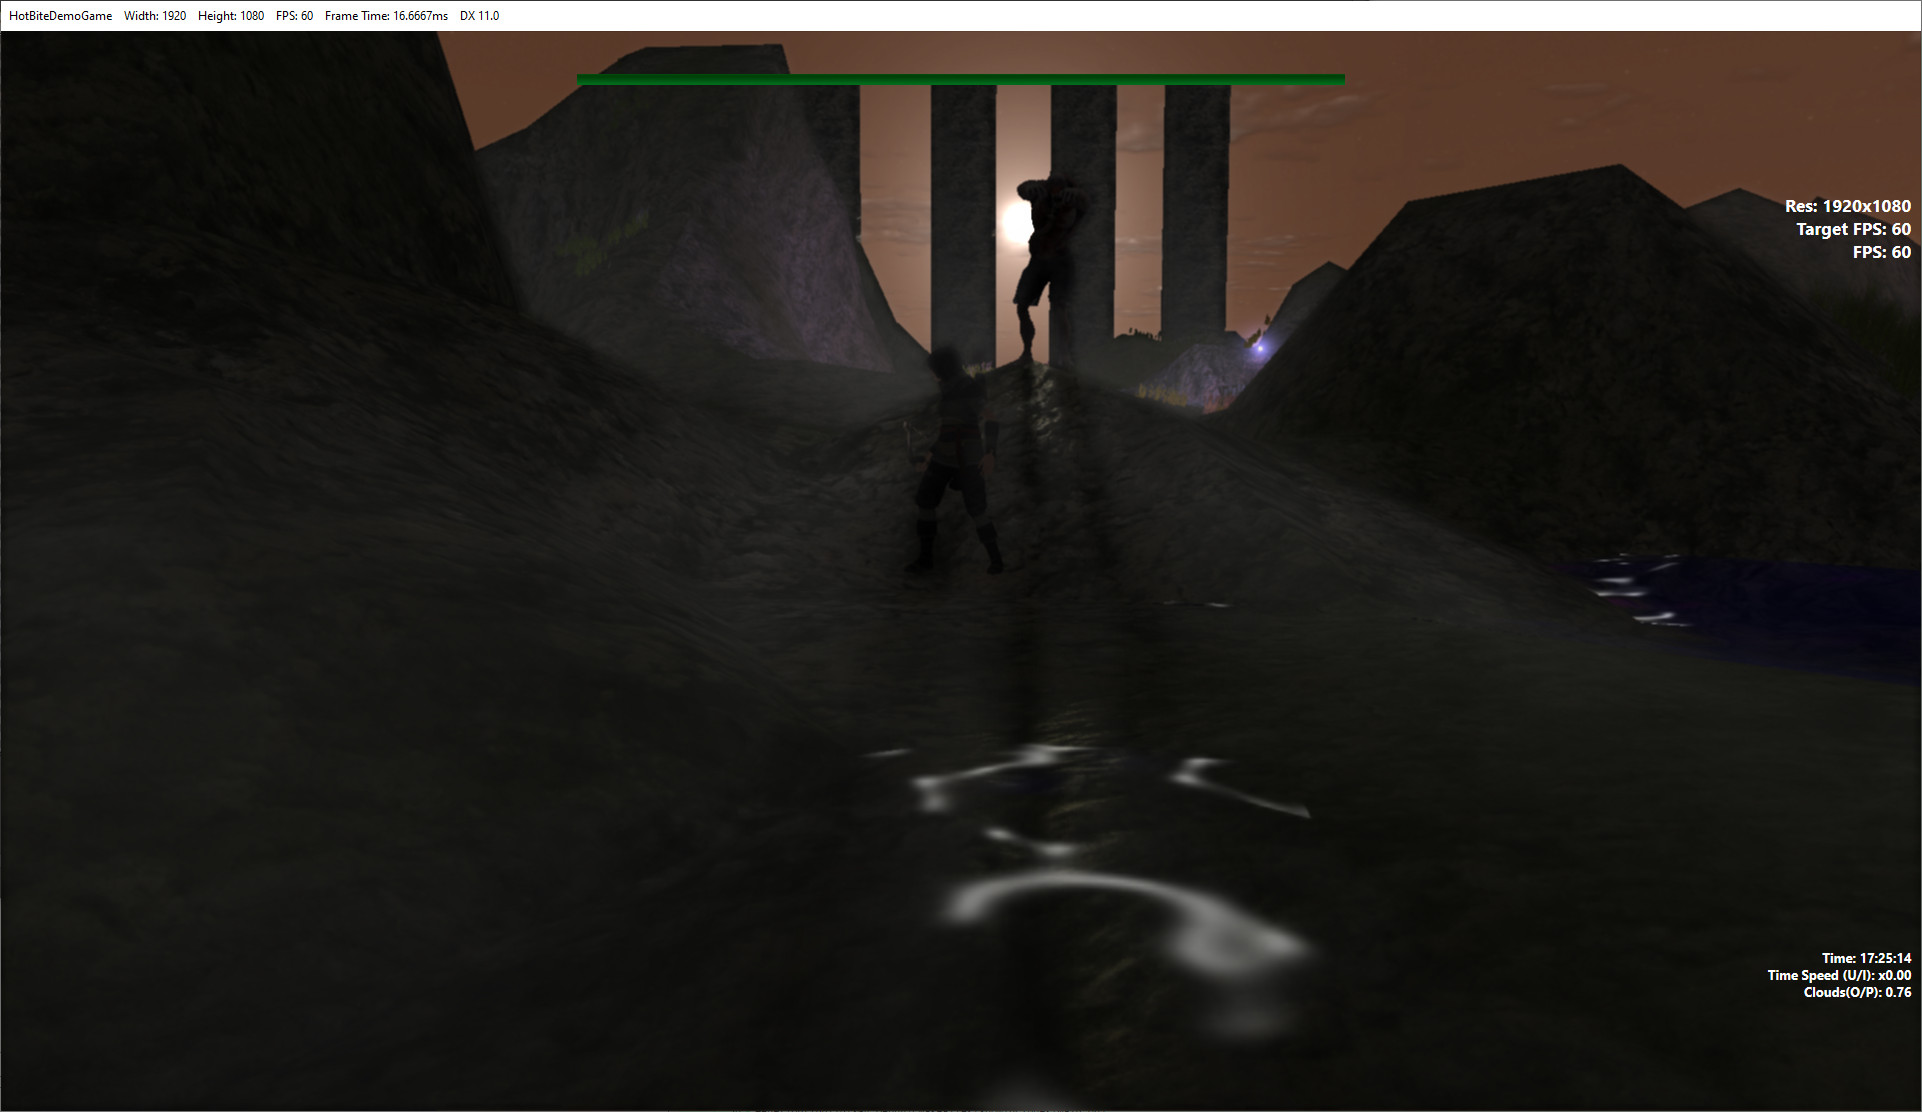 HotBiteDemoGame Width: 1920 Height: 1080 FPS: 60 Frame Time: 16.6667ms DX 11.0
Res: 1920x1080
Target FPS: 60
FPS: 60
Time: 17:25:14
Time Speed (U/I): x0.00
Clouds(O/P): 0.76